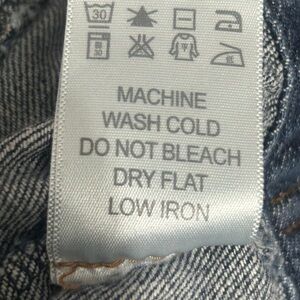 30
MACHINE
WASH COLD
DO NOT BLEACH
DRY FLAT
LOW IRON